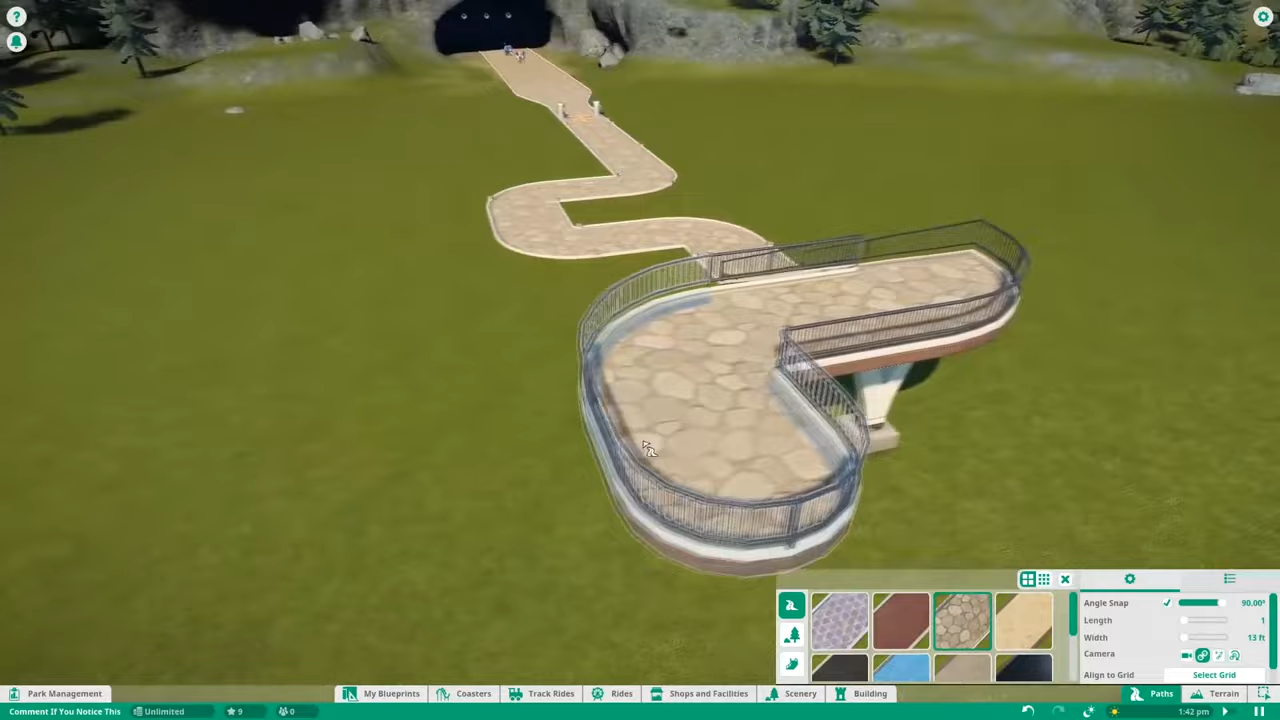 ?
Angle Snap 90.00°
Length 1
Width 13 ft
Camera
Align to Grid Select Grid
Park Management My Blueprints Coasters Track Rides Rides Shops and Facilities Scenery Building Paths Terrain
Comment If You Notice This Unlimited 9 0 1:42 pm